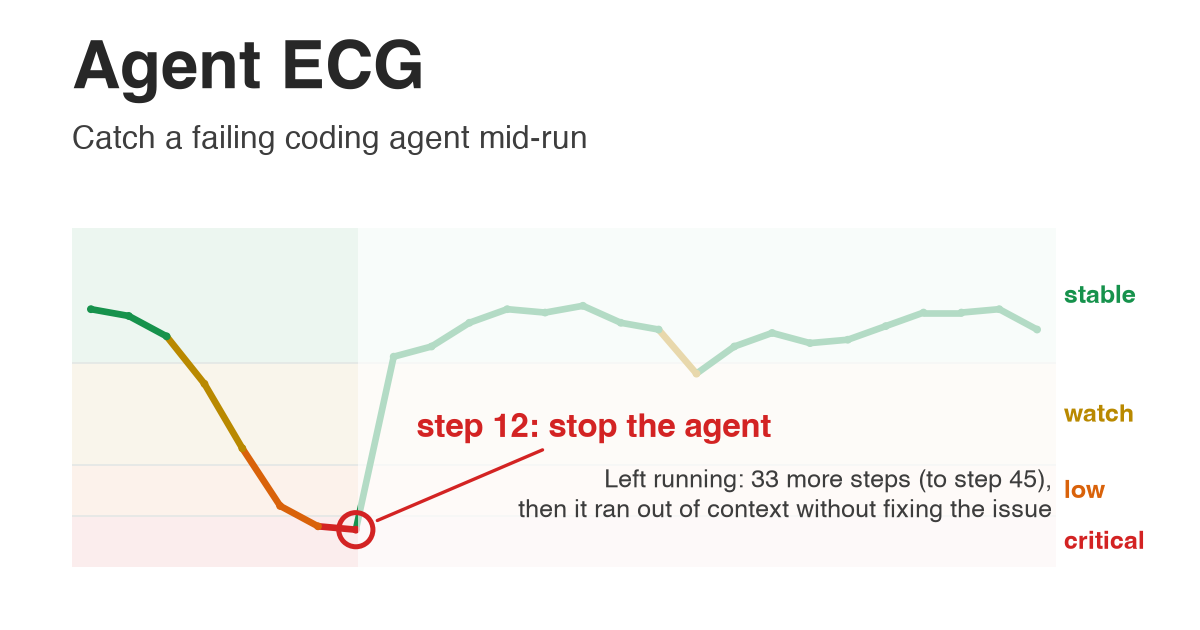 Agent ECG
Catch a failing coding agent mid-run
stable
watch
step 12: stop the agent
Left running: 33 more steps (to step 45),
then it ran out of context without fixing the issue
low
critical